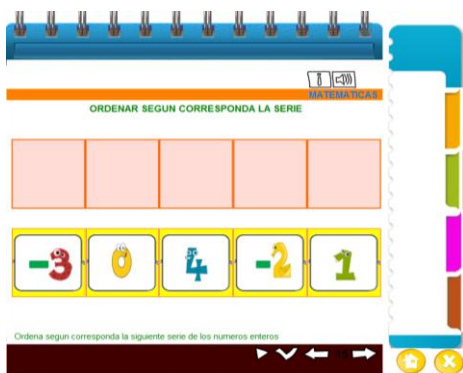 MATEMATICAS
ORDENAR SEGUN CORRESPONDA LA SERIE
-3 0 4 -2 1
Ordena segun corresponda la siguiente serie de los numeros enteros